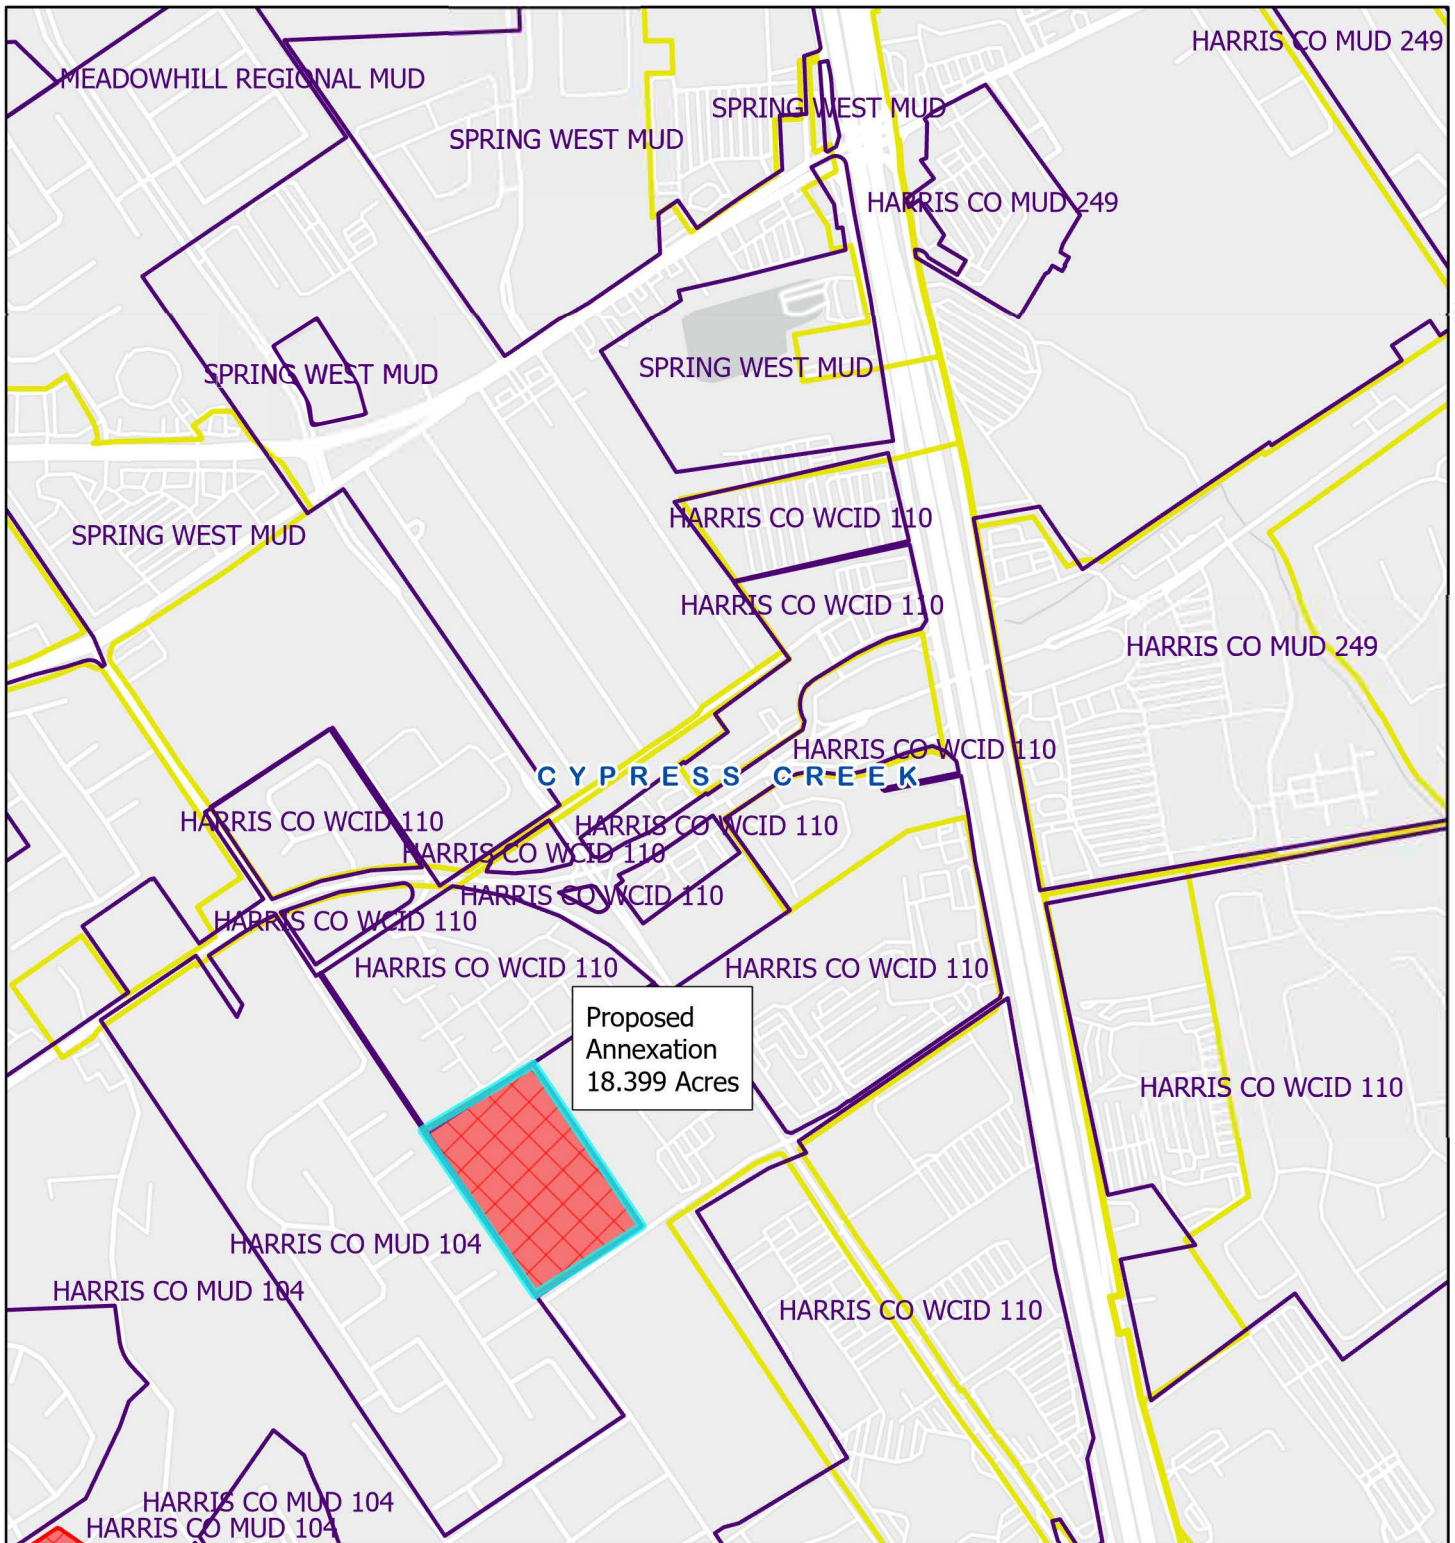 HARRIS CO MUD 249
MEADOWHILL REGIONAL MUD
SPRING WEST MUD
SPRING WEST MUD
HARRIS CO MUD 249
SPRING WEST MUD
SPRING WEST MUD
HARRIS CO WCID 110
SPRING WEST MUD
HARRIS CO WCID 110
HARRIS CO MUD 249
HARRIS CO WCID 110
CYPRESS CREEK
HARRIS CO WCID 110
HARRIS CO WCID 110
HARRIS CO WCID 110
HARRIS CO WCID 110
HARRIS CO WCID 110
HARRIS CO WCID 110
HARRIS CO WCID 110
Proposed
Annexation
18.399 Acres
HARRIS CO WCID 110
HARRIS CO MUD 104
HARRIS CO MUD 104
HARRIS CO WCID 110
HARRIS CO MUD 104
HARRIS CO MUD 104